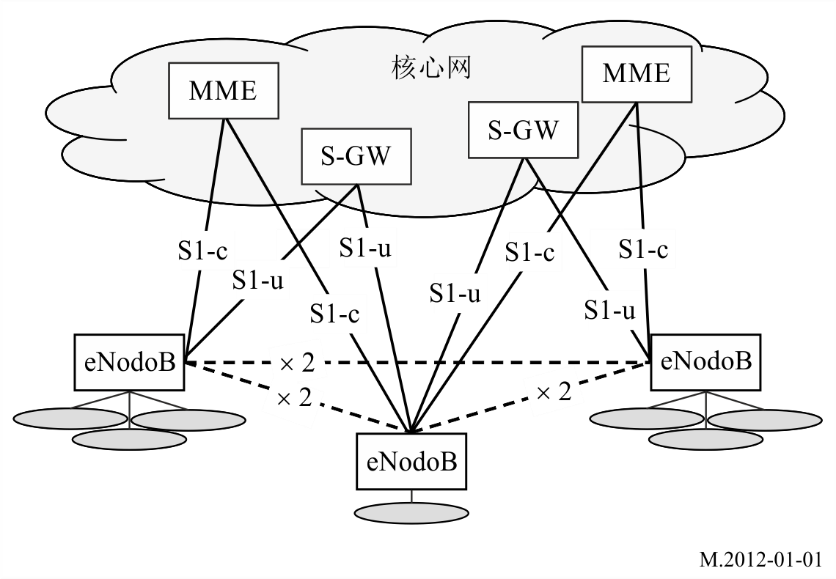 核心网
MME
MME
S-GW
S-GW
S1-c
S1-u
S1-u
S1-c
S1-u
S1-c
S1-c
S1-u
eNodoB
× 2
eNodoB
× 2
× 2
eNodoB
M.2012-01-01